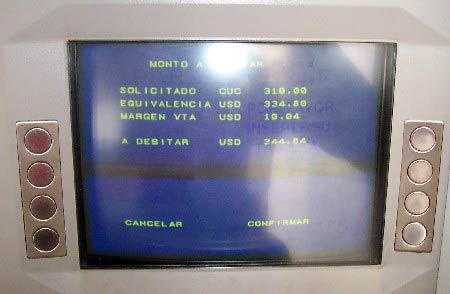 MONTO A
SOLICITADO CUC 310.00
EQUIVALENCIA USD 334.80
MARGEN VTA USD 10.04
A DEBITAR USD 344.84
CANCELAR CONFIRMAR